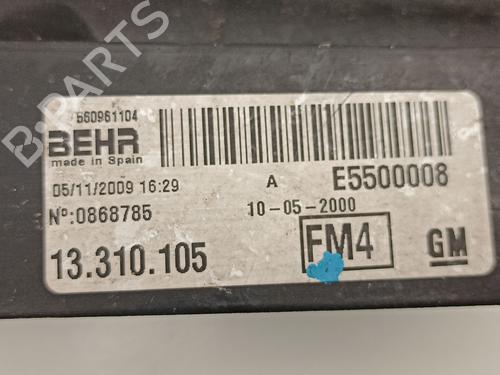 B60961104
BEHR
made in Spain
05/11/2009 16:29 A E5500008
Nº:0868785 10-05-2000
13.310.105 FM4 GM
B-PARTS